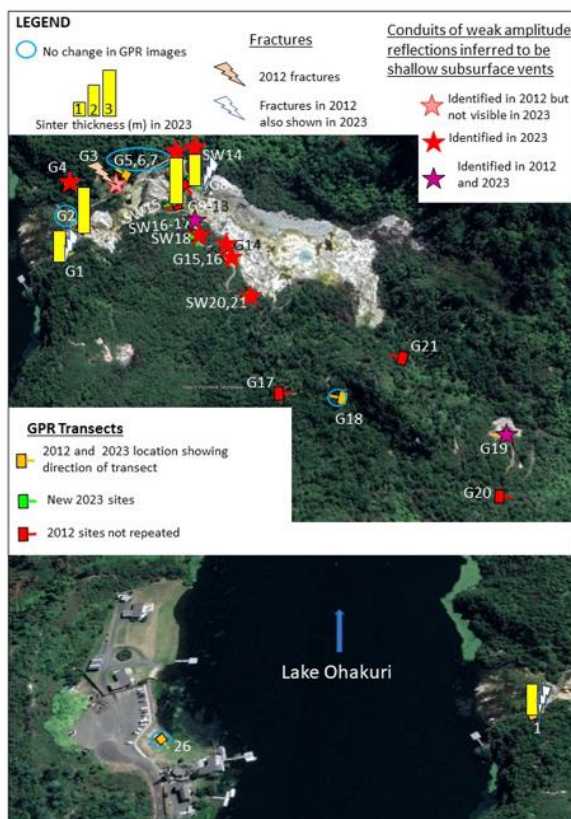 LEGEND
No change in GPR images
1 2 3
Sinter thickness (m) in 2023
Fractures
2012 fractures
Fractures in 2012
also shown in 2023
Conduits of weak amplitude
reflections inferred to be
shallow subsurface vents
Identified in 2012 but
not visible in 2023
Identified in 2023
Identified in 2012
and 2023
G3
G5,6,7
SW14
G4
G8
G2
SW15
G9-13
SW16-17
SW18
G14
G1
G15,16
SW20,21
G21
G17
G18
G19
G20
GPR Transects
2012 and 2023 location showing
direction of transect
New 2023 sites
2012 sites not repeated
Lake Ohakuri
26
1